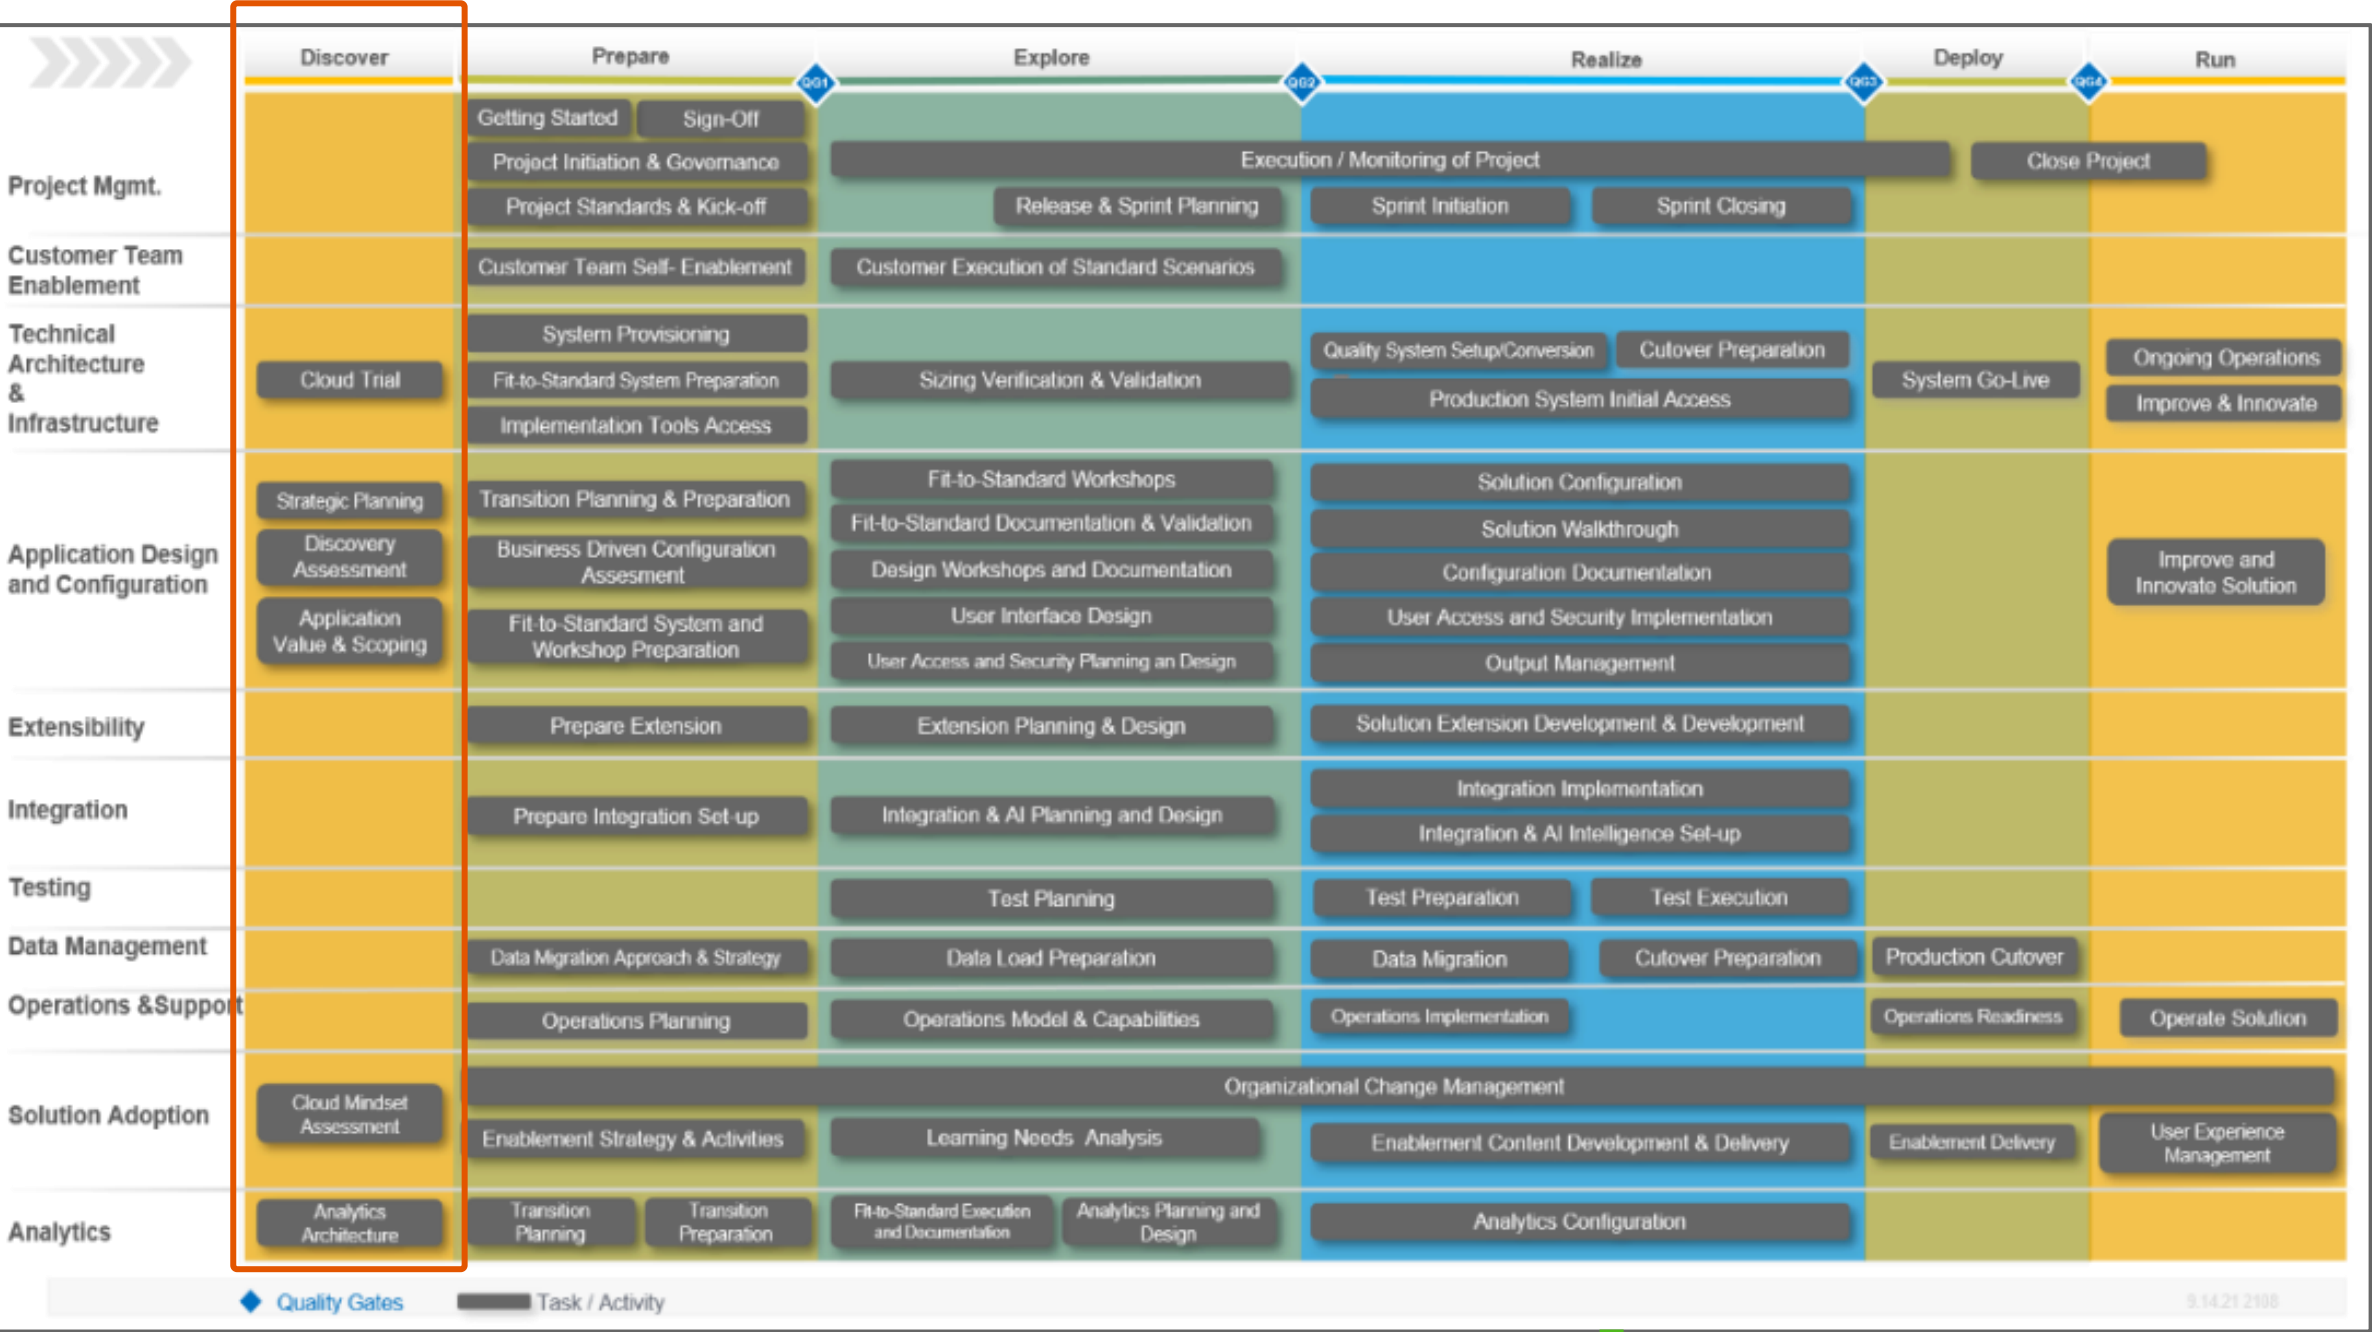 Discover
Prepare
Explore
Realize
Deploy
Run
QG1
QG2
QG3
QG4
Project Mgmt.
Getting Started
Sign-Off
Project Initiation & Governance
Execution / Monitoring of Project
Close Project
Project Standards & Kick-off
Release & Sprint Planning
Sprint Initiation
Sprint Closing
Customer Team
Enablement
Customer Team Self- Enablement
Customer Execution of Standard Scenarios
Technical
Architecture
&
Infrastructure
Cloud Trial
System Provisioning
Fit-to-Standard System Preparation
Implementation Tools Access
Sizing Verification & Validation
Quality System Setup/Conversion
Cutover Preparation
Production System Initial Access
System Go-Live
Ongoing Operations
Improve & Innovate
Application Design
and Configuration
Strategic Planning
Discovery
Assessment
Application
Value & Scoping
Transition Planning & Preparation
Business Driven Configuration
Assesment
Fit-to-Standard System and
Workshop Preparation
Fit-to-Standard Workshops
Fit-to-Standard Documentation & Validation
Design Workshops and Documentation
User Interface Design
User Access and Security Planning an Design
Solution Configuration
Solution Walkthrough
Configuration Documentation
User Access and Security Implementation
Output Management
Improve and
Innovate Solution
Extensibility
Prepare Extension
Extension Planning & Design
Solution Extension Development & Development
Integration
Prepare Integration Set-up
Integration & AI Planning and Design
Integration Implementation
Integration & AI Intelligence Set-up
Testing
Test Planning
Test Preparation
Test Execution
Data Management
Data Migration Approach & Strategy
Data Load Preparation
Data Migration
Cutover Preparation
Production Cutover
Operations &Support
Operations Planning
Operations Model & Capabilities
Operations Implementation
Operations Readiness
Operate Solution
Solution Adoption
Cloud Mindset
Assessment
Organizational Change Management
Enablement Strategy & Activities
Learning Needs Analysis
Enablement Content Development & Delivery
Enablement Delivery
User Experience
Management
Analytics
Analytics
Architecture
Transition
Planning
Transition
Preparation
Fit-to-Standard Execution
and Documentation
Analytics Planning and
Design
Analytics Configuration
Quality Gates
Task / Activity
9.14.21 2108